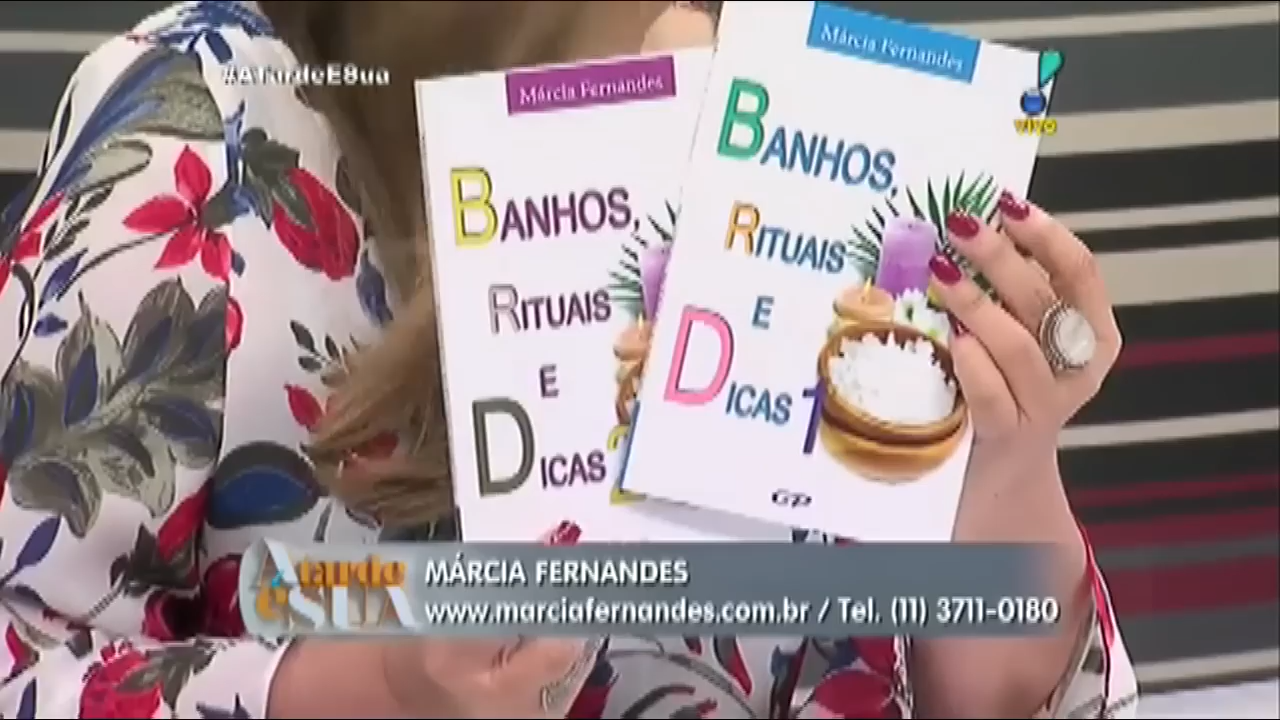 #ATardeESua
vivo
Márcia Fernandes
BANHOS,
RITUAIS
E
DICAS 2
Márcia Fernandes
BANHOS,
RITUAIS
E
DICAS 1
GP
A tarde
é SUA
MÁRCIA FERNANDES
www.marciafernandes.com.br / Tel. (11) 3711-0180